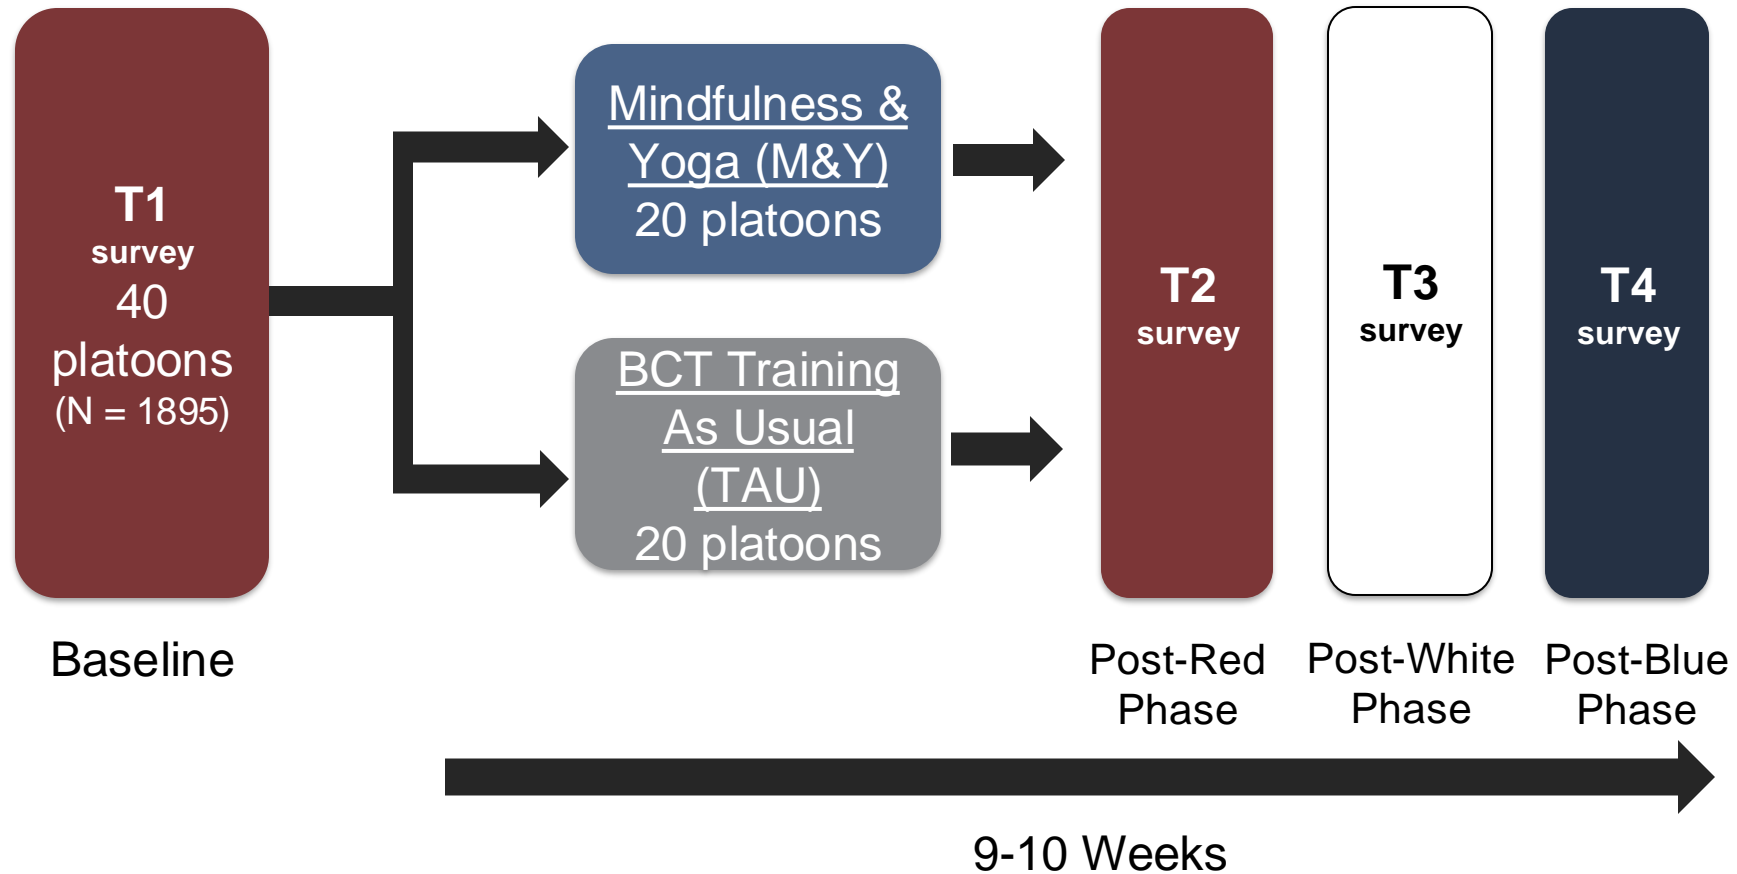 T1
survey
40
platoons
(N = 1895)
Mindfulness &
Yoga (M&Y)
20 platoons
BCT Training
As Usual
(TAU)
20 platoons
T2
survey
T3
survey
T4
survey
Baseline
Post-Red
Phase
Post-White
Phase
Post-Blue
Phase
9-10 Weeks